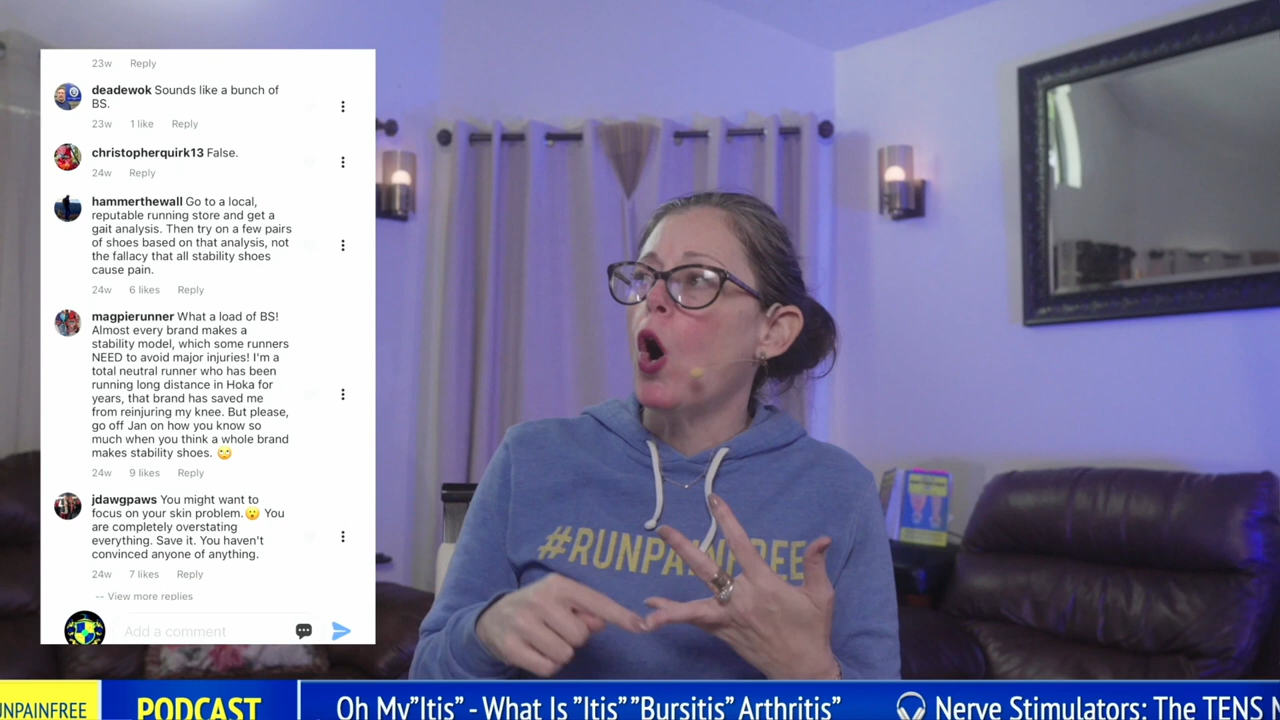 23w Reply
deadewok Sounds like a bunch of
BS.
23w 1 like Reply
christopherquirk13 False.
24w Reply
hammerthewall Go to a local,
reputable running store and get a
gait analysis. Then try on a few pairs
of shoes based on that analysis, not
the fallacy that all stability shoes
cause pain.
24w 6 likes Reply
magpierunner What a load of BS!
Almost every brand makes a
stability model, which some runners
NEED to avoid major injuries! I'm a
total neutral runner who has been
running long distance in Hoka for
years, that brand has saved me
from reinjuring my knee. But please,
go off Jan on how you know so
much when you think a whole brand
makes stability shoes. 🙄
24w 9 likes Reply
jdawgpaws You might want to
focus on your skin problem.😮 You
are completely overstating
everything. Save it. You haven't
convinced anyone of anything.
24w 7 likes Reply
-- View more replies
Add a comment
#RUNPAINFREE
UNPAINFREE PODCAST Oh My"Itis" - What Is "Itis" "Bursitis" Arthritis" Nerve Stimulators: The TENS